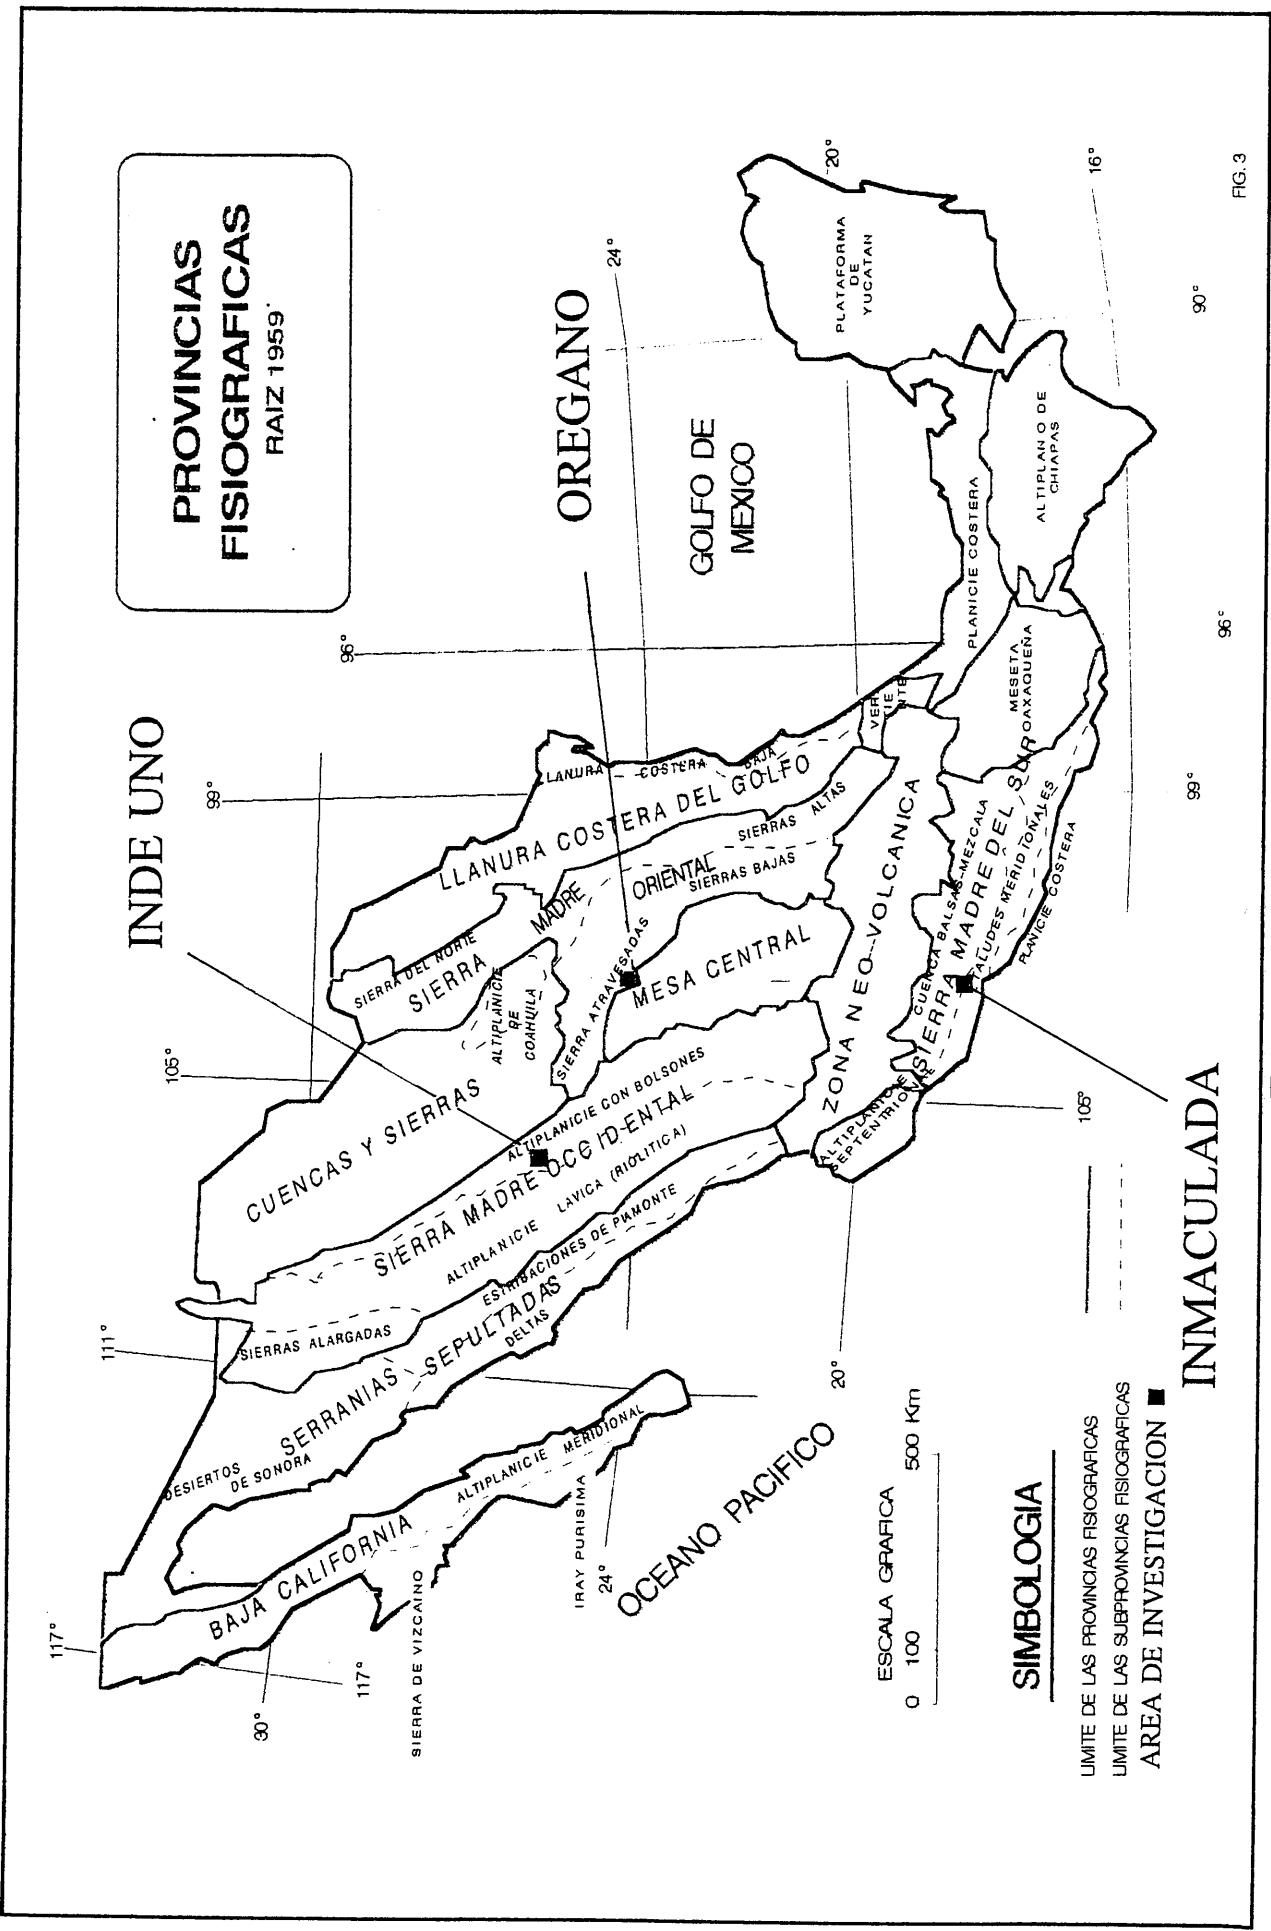 PROVINCIAS
FISIOGRAFICAS
RAIZ 1959
INDE UNO
OREGANO
INMACULADA
GOLFO DE
MEXICO
OCEANO PACIFICO
117°
111°
105°
99°
96°
24°
20°
16°
90°
96°
99°
105°
20°
24°
30°
117°
BAJA CALIFORNIA
SIERRA DE VIZCAINO
IRAY PURISIMA
ALTIPLANICIE MERIDIONAL
DESIERTOS
DE SONORA
SERRANIAS SEPULTADAS
DELTAS
SIERRAS ALARGADAS
ESTRIBACIONES DE PIAMONTE
ALTIPLANICIE LAVICA (RIOLITICA)
SIERRA MADRE OCCIDENTAL
ALTIPLANICIE CON BOLSONES
CUENCAS Y SIERRAS
SIERRA DEL NORTE
SIERRA MADRE ORIENTAL
ALTIPLANICIE
DE
COAHUILA
SIERRA ATRAVESADAS
SIERRAS BAJAS
SIERRAS ALTAS
MESA CENTRAL
LLANURA COSTERA DEL GOLFO
LANURA COSTERA BAJA
ZONA NEO-VOLCANICA
ALTIPLANICIE
SEPTENTRIONAL
SIERRA MADRE DEL SUR
CUENCA BALSAS-MEZCALA
TALUDES MERIDIONALES
PLANICIE COSTERA
MESETA
OAXAQUEÑA
PLANICIE COSTERA
ALTIPLANO DE
CHIAPAS
PLATAFORMA
DE
YUCATAN
ESCALA GRAFICA
0 100 500 Km
SIMBOLOGIA
LIMITE DE LAS PROVINCIAS FISIOGRAFICAS
LIMITE DE LAS SUBPROVINCIAS FISIOGRAFICAS
AREA DE INVESTIGACION
FIG. 3